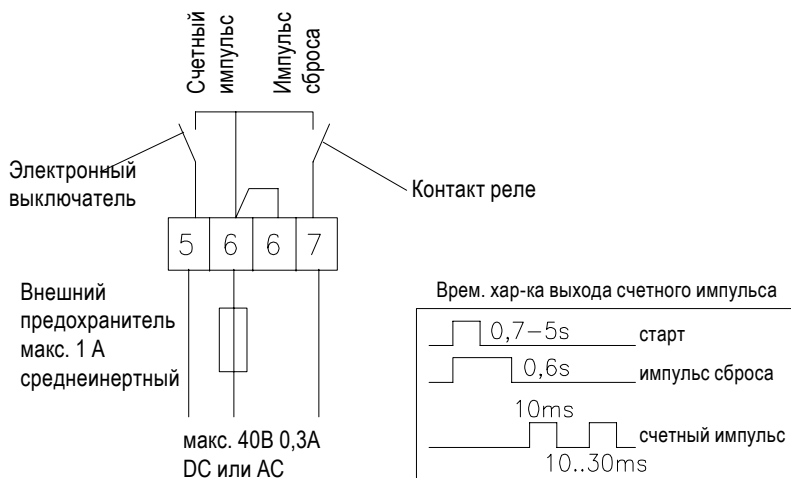 Счетный
импульс
Импульс
сброса
Электронный
выключатель
Контакт реле
5 6 6 7
Внешний
предохранитель
макс. 1 А
среднеинертный
макс. 40В 0,3А
DC или AC
Врем. хар-ка выхода счетного импульса
0,7–5s старт
0,6s импульс сброса
10ms
счетный импульс
10..30ms